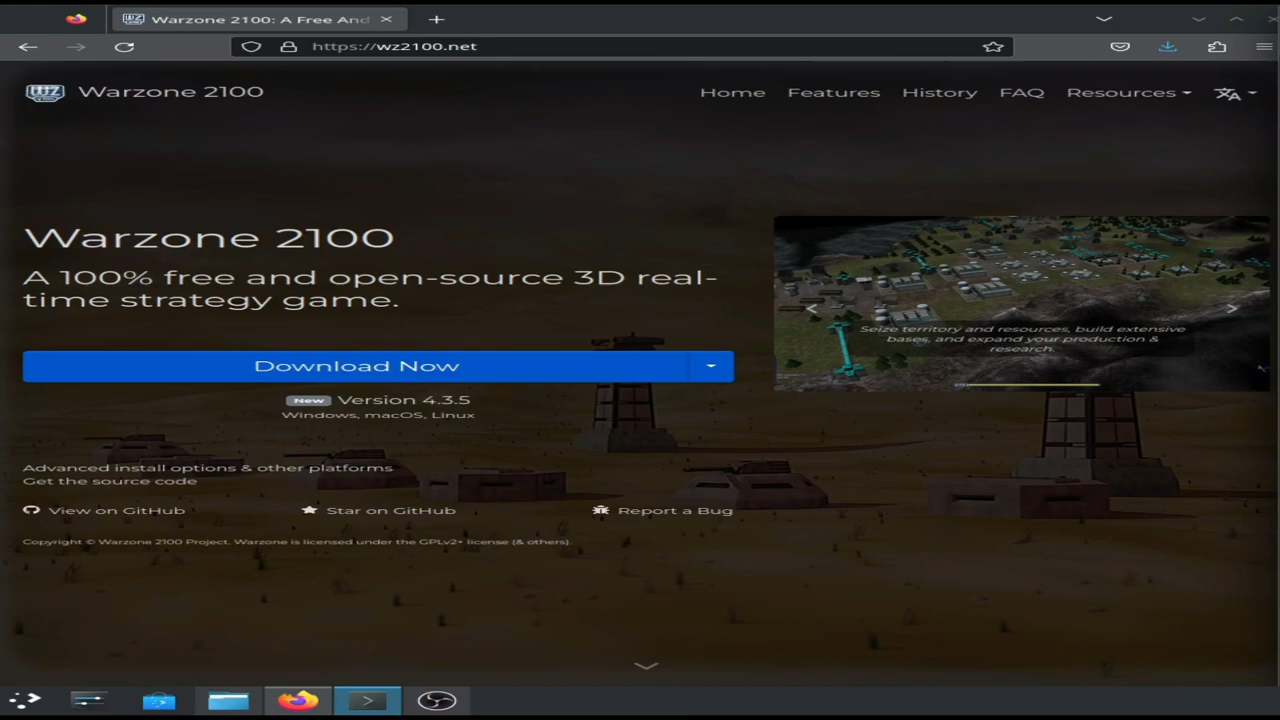 Warzone 2100: A Free And
https://wz2100.net
WZ Warzone 2100
Home Features History FAQ Resources
Warzone 2100
A 100% free and open-source 3D real-
time strategy game.
Seize territory and resources, build extensive
bases, and expand your production &
research.
Download Now
New Version 4.3.5
Windows, macOS, Linux
Advanced install options & other platforms
Get the source code
View on GitHub Star on GitHub Report a Bug
Copyright © Warzone 2100 Project. Warzone is licensed under the GPLv2+ license (& others).